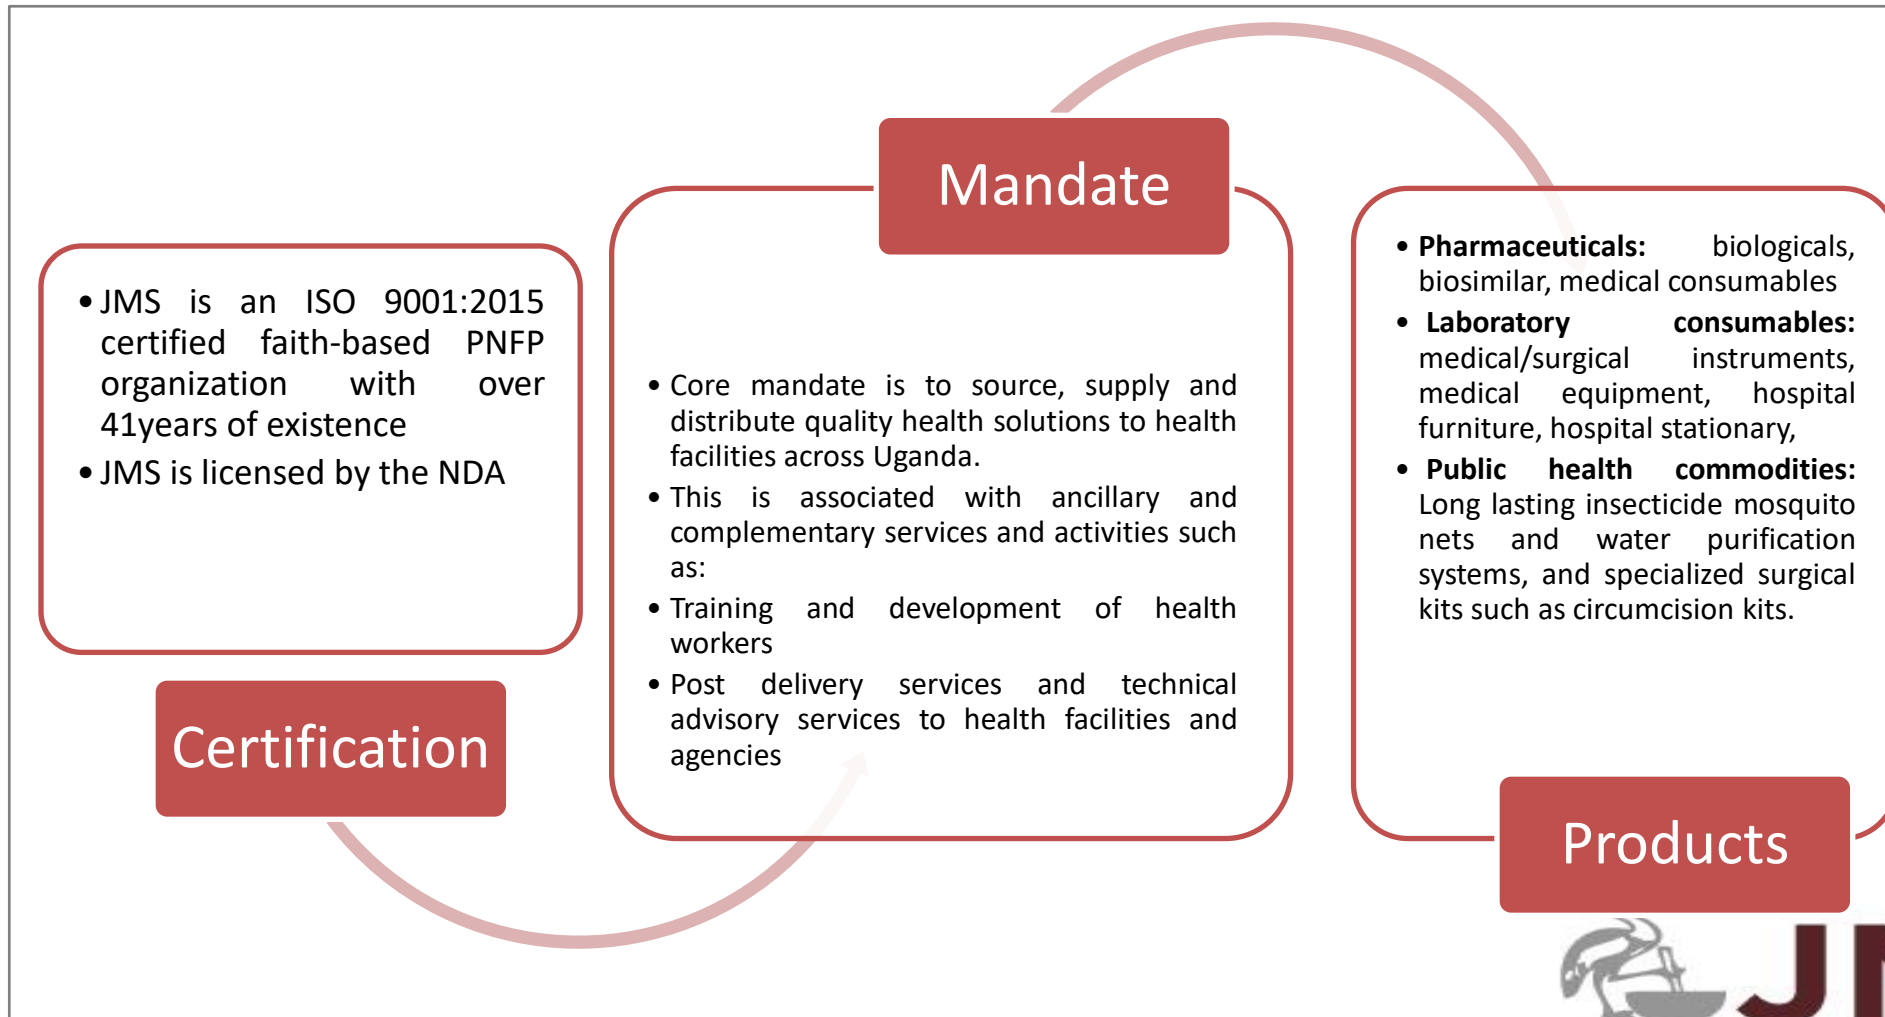 • JMS is an ISO 9001:2015
certified faith-based PNFP
organization with over
41years of existence
• JMS is licensed by the NDA
Certification
Mandate
• Core mandate is to source, supply and
distribute quality health solutions to health
facilities across Uganda.
• This is associated with ancillary and
complementary services and activities such
as:
• Training and development of health
workers
• Post delivery services and technical
advisory services to health facilities and
agencies
• Pharmaceuticals: biologicals,
biosimilar, medical consumables
• Laboratory consumables:
medical/surgical instruments,
medical equipment, hospital
furniture, hospital stationary,
• Public health commodities:
Long lasting insecticide mosquito
nets and water purification
systems, and specialized surgical
kits such as circumcision kits.
Products